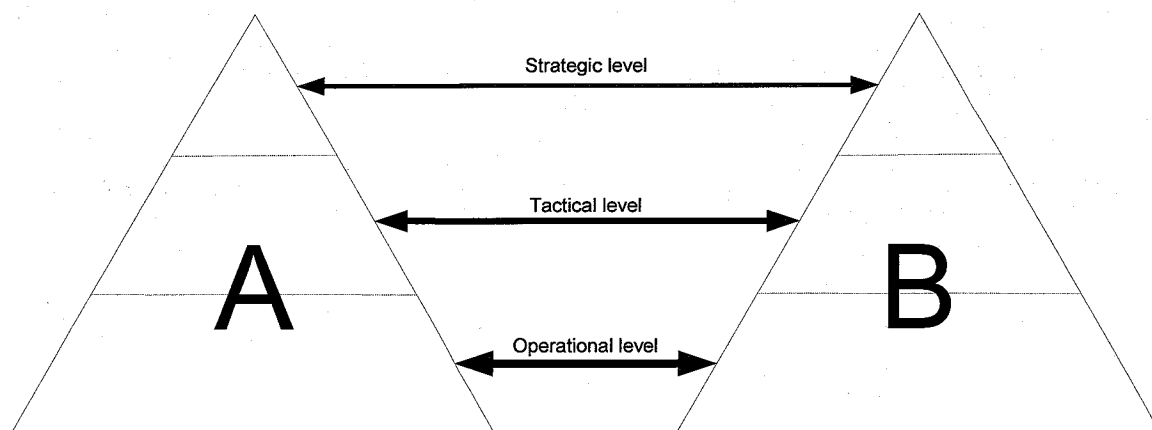 Strategic level
Tactical level
A
B
Operational level